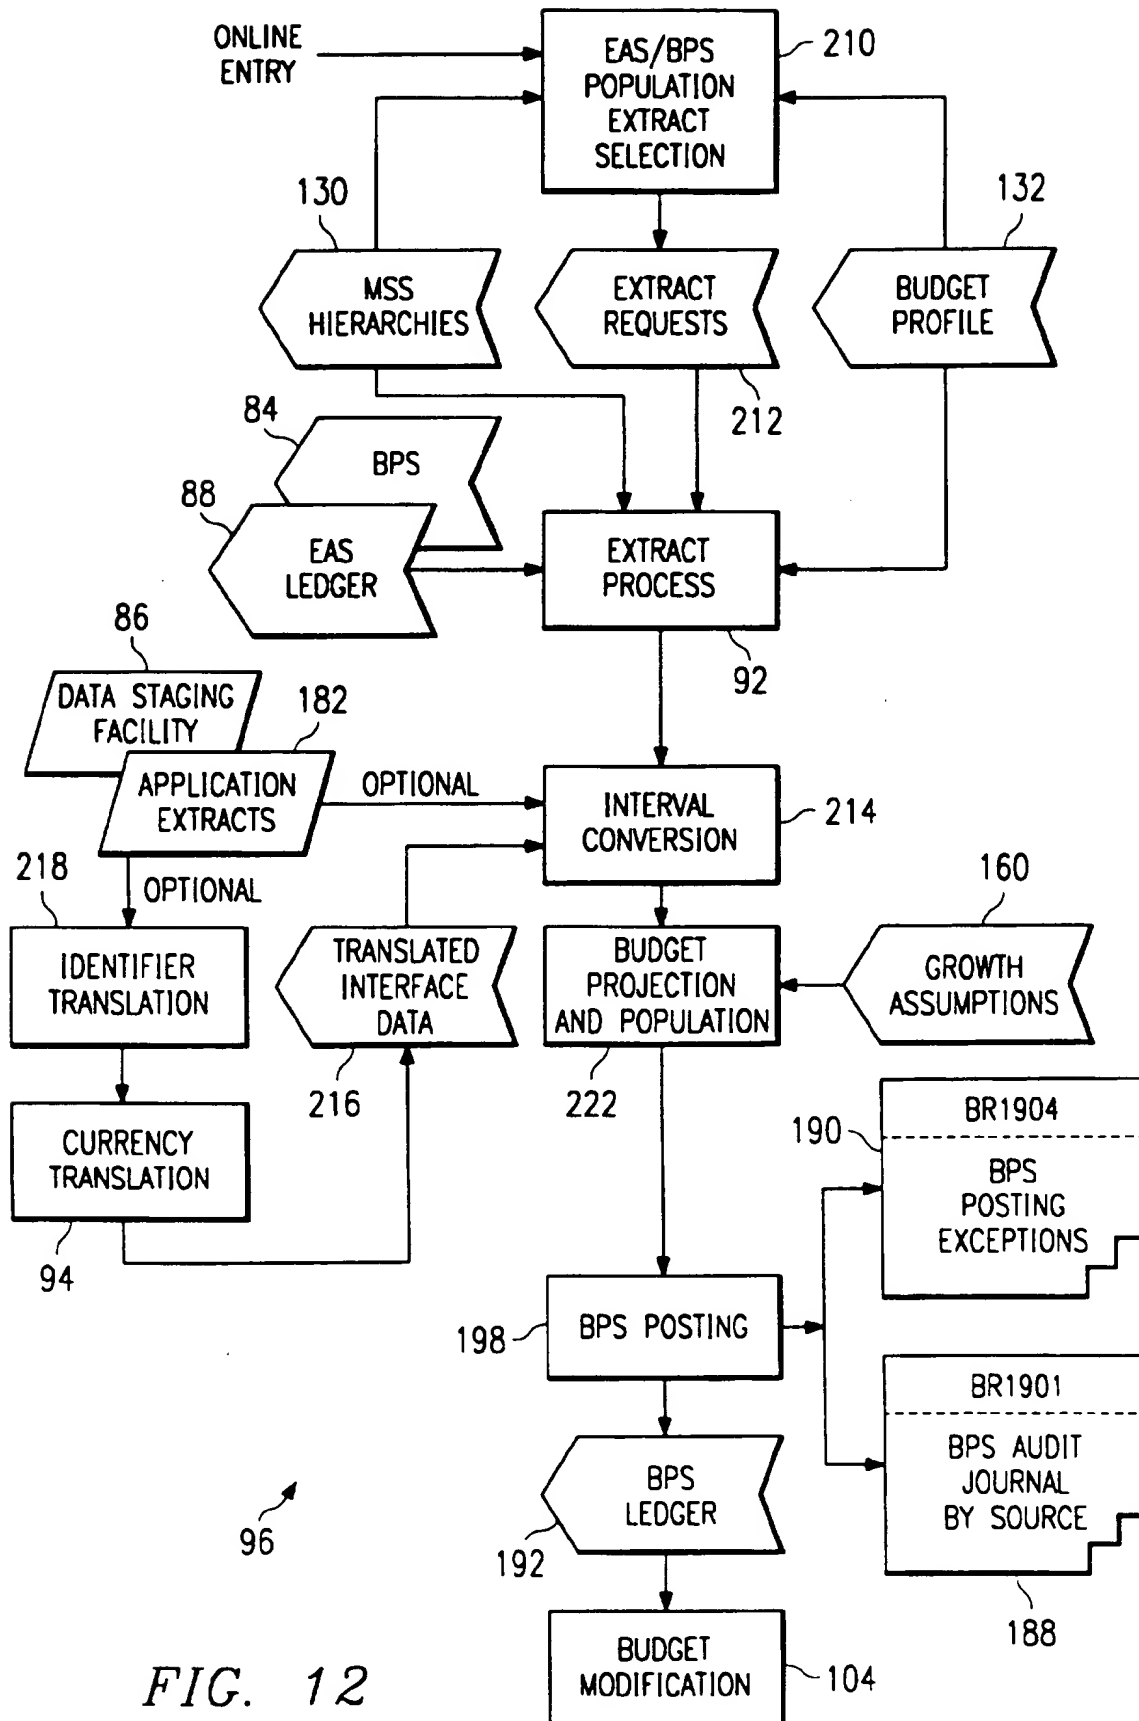 ONLINE
ENTRY
EAS/BPS
POPULATION
EXTRACT
SELECTION
210
130
132
MSS
HIERARCHIES
EXTRACT
REQUESTS
BUDGET
PROFILE
212
84
BPS
88
EAS
LEDGER
EXTRACT
PROCESS
92
86
DATA STAGING
FACILITY
182
APPLICATION
EXTRACTS
OPTIONAL
INTERVAL
CONVERSION
214
218
OPTIONAL
160
IDENTIFIER
TRANSLATION
TRANSLATED
INTERFACE
DATA
BUDGET
PROJECTION
AND POPULATION
GROWTH
ASSUMPTIONS
216
222
CURRENCY
TRANSLATION
94
190
BR1904
BPS
POSTING
EXCEPTIONS
198
BPS POSTING
BR1901
BPS AUDIT
JOURNAL
BY SOURCE
188
BPS
LEDGER
192
96
BUDGET
MODIFICATION
104
FIG. 12